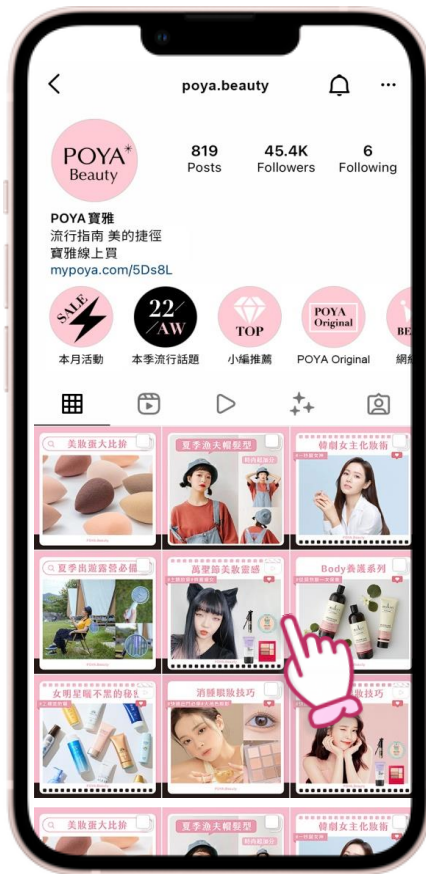 poya.beauty
POYA*
Beauty
819
Posts
45.4K
Followers
6
Following
POYA 寶雅
流行指南 美的捷徑
寶雅線上買
mypoya.com/5Ds8L
SALE
22/AW
TOP
POYA
Original
BE
本月活動
本季流行話題
小編推薦
POYA Original
美妝蛋大比拚
夏季漁夫帽髮型
韓劇女主化妝術
夏季出遊露營必備
萬聖節美妝靈感
Body養護系列
女明星曬不黑的秘
消腫眼妝技巧
妝技巧
美妝蛋大比拚
夏季漁夫帽髮型
韓劇女主化妝術